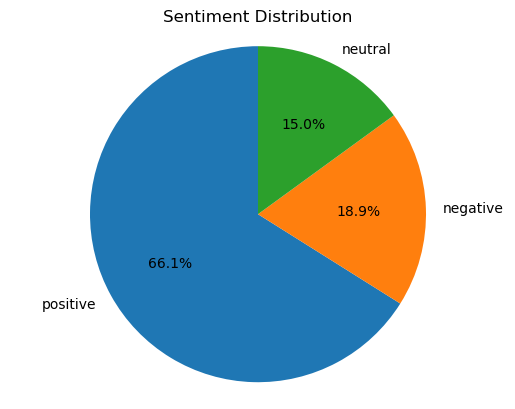 Sentiment Distribution
neutral
15.0%
negative
18.9%
66.1%
positive